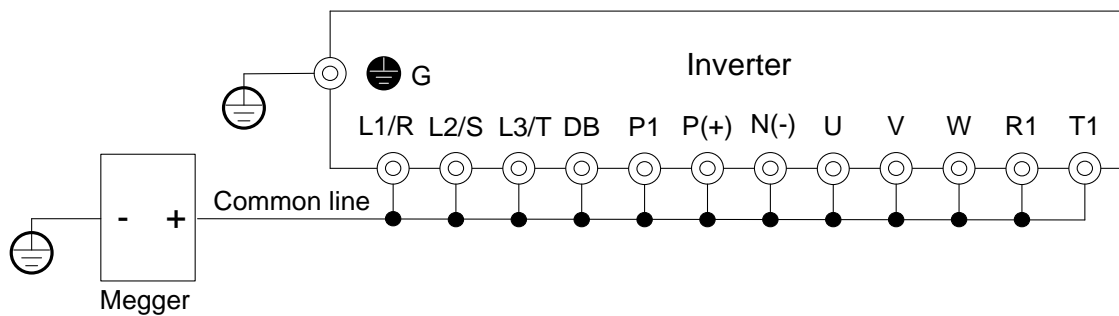 Inverter
G
L1/R L2/S L3/T DB P1 P(+) N(-) U V W R1 T1
Common line
- +
Megger